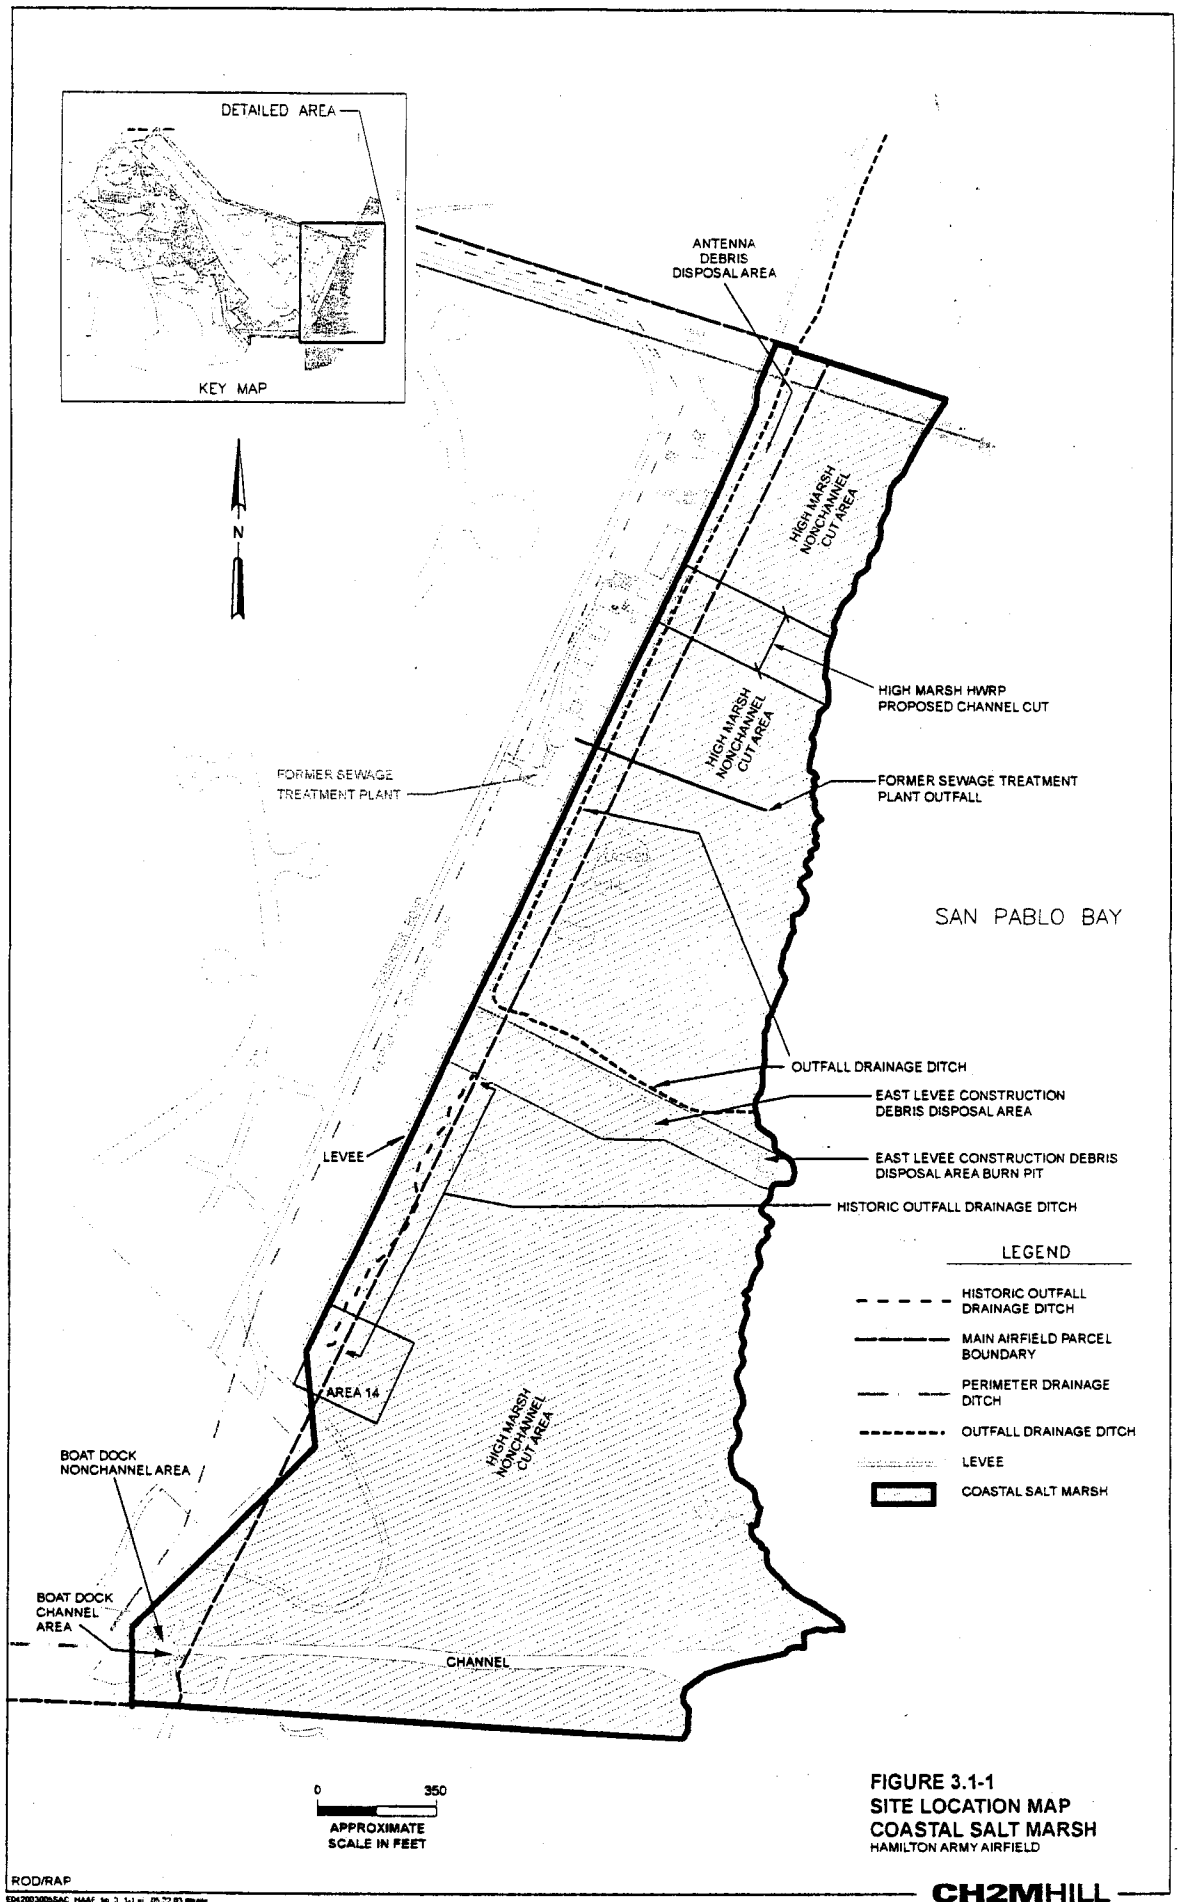 DETAILED AREA
KEY MAP
N
ANTENNA
DEBRIS
DISPOSAL AREA
HIGH MARSH
NONCHANNEL
CUT AREA
HIGH MARSH HWRP
PROPOSED CHANNEL CUT
HIGH MARSH
NONCHANNEL
CUT AREA
FORMER SEWAGE
TREATMENT PLANT
FORMER SEWAGE TREATMENT
PLANT OUTFALL
SAN PABLO BAY
OUTFALL DRAINAGE DITCH
EAST LEVEE CONSTRUCTION
DEBRIS DISPOSAL AREA
LEVEE
EAST LEVEE CONSTRUCTION DEBRIS
DISPOSAL AREA BURN PIT
HISTORIC OUTFALL DRAINAGE DITCH
LEGEND
HISTORIC OUTFALL
DRAINAGE DITCH
MAIN AIRFIELD PARCEL
BOUNDARY
PERIMETER DRAINAGE
DITCH
OUTFALL DRAINAGE DITCH
LEVEE
COASTAL SALT MARSH
AREA 14
HIGH MARSH
NONCHANNEL
CUT AREA
BOAT DOCK
NONCHANNEL AREA
BOAT DOCK
CHANNEL
AREA
CHANNEL
0 350
APPROXIMATE
SCALE IN FEET
FIGURE 3.1-1
SITE LOCATION MAP
COASTAL SALT MARSH
HAMILTON ARMY AIRFIELD
ROD/RAP
CH2MHILL